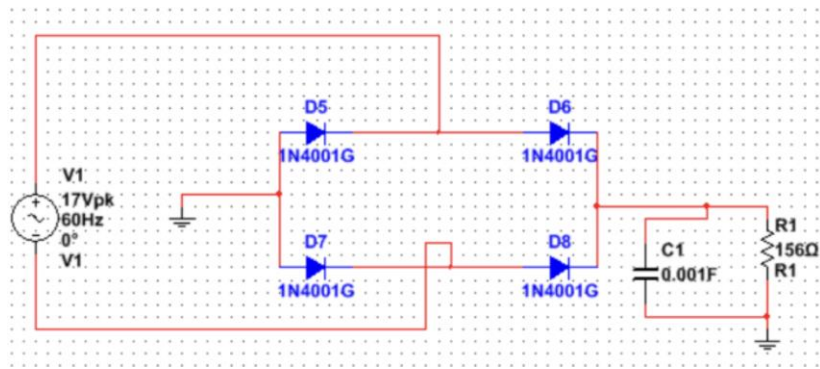 D5
D6
1N4001G
1N4001G
V1
17Vpk
60Hz
0°
V1
D7
D8
1N4001G
1N4001G
C1
0.001F
R1
156Ω
R1